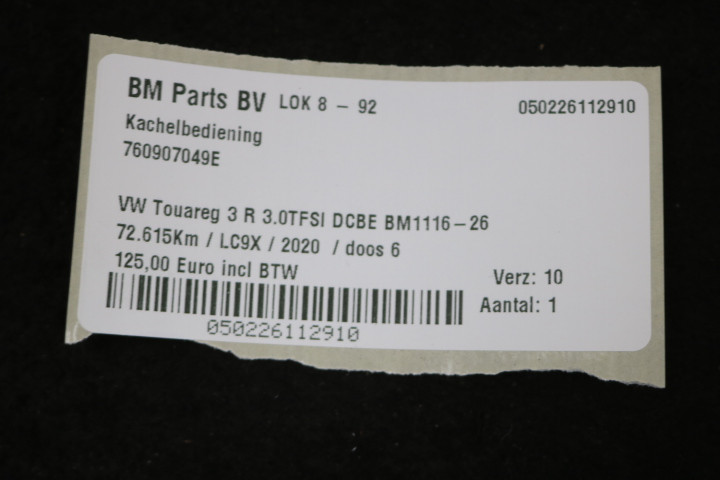 BM Parts BV LOK 8 - 92 050226112910
Kachelbediening
760907049E
VW Touareg 3 R 3.0TFSI DCBE BM1116-26
72.615Km / LC9X / 2020 / doos 6
125,00 Euro incl BTW
Verz: 10
Aantal: 1
050226112910